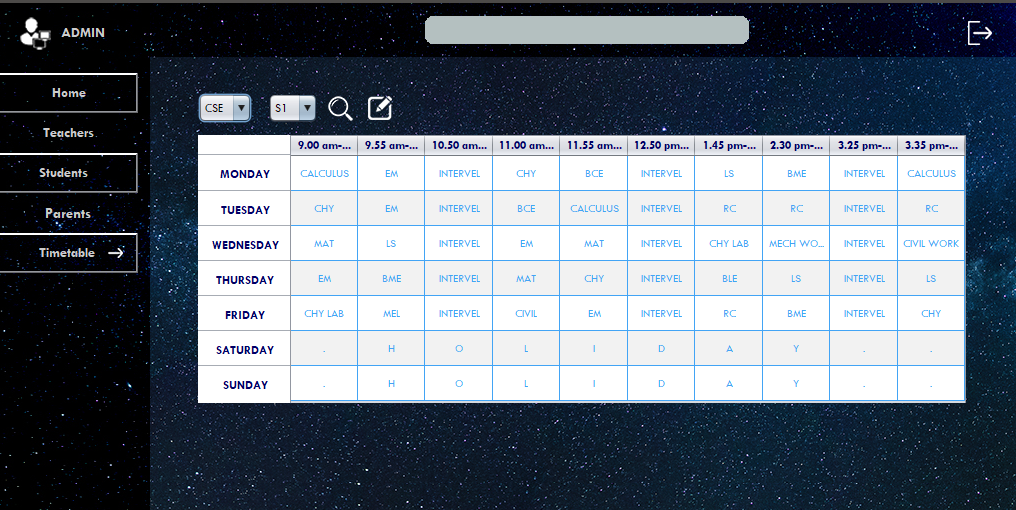 ADMIN
Home
Teachers
Students
Parents
Timetable
CSE S1
9.00 am-... 9.55 am-... 10.50 am... 11.00 am... 11.55 am... 12.50 pm... 1.45 pm-... 2.30 pm-... 3.25 pm-... 3.35 pm-...
MONDAY CALCULUS EM INTERVEL CHY BCE INTERVEL LS BME INTERVEL CALCULUS
TUESDAY CHY EM INTERVEL BCE CALCULUS INTERVEL RC RC INTERVEL RC
WEDNESDAY MAT LS INTERVEL EM MAT INTERVEL CHY LAB MECH WO... INTERVEL CIVIL WORK
THURSDAY EM BME INTERVEL MAT CHY INTERVEL BLE LS INTERVEL LS
FRIDAY CHY LAB MEL INTERVEL CIVIL EM INTERVEL RC BME INTERVEL CHY
SATURDAY . H O L I D A Y . .
SUNDAY . H O L I D A Y . .